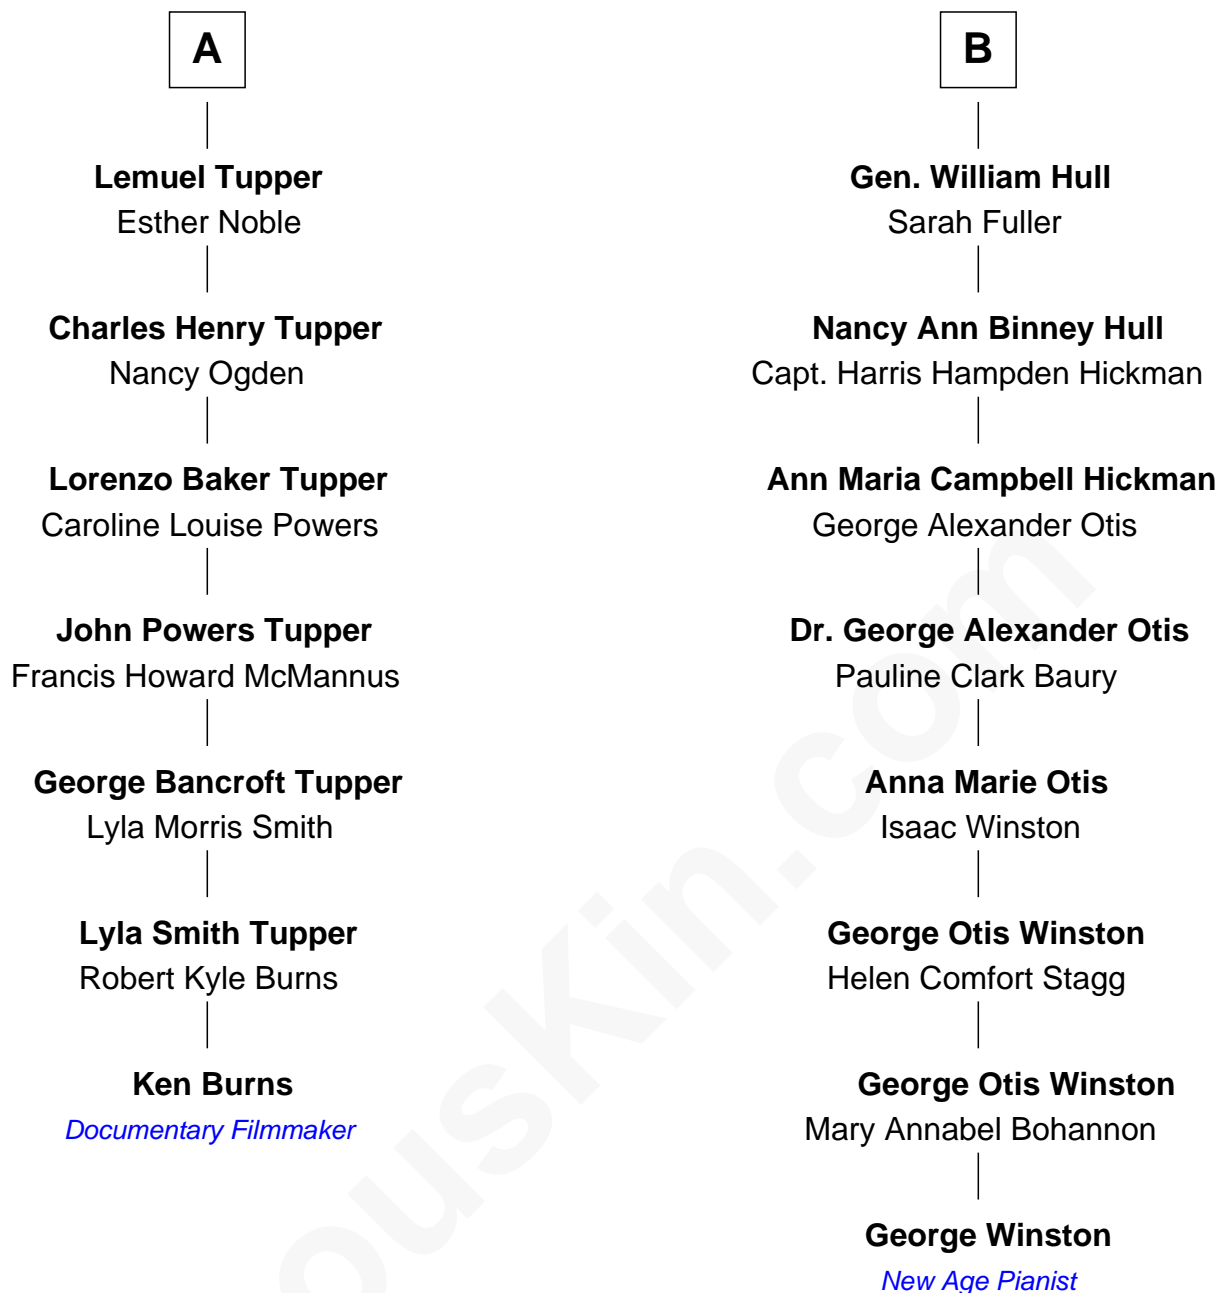 A
Lemuel Tupper
Esther Noble
Charles Henry Tupper
Nancy Ogden
Lorenzo Baker Tupper
Caroline Louise Powers
John Powers Tupper
Francis Howard McMannus
George Bancroft Tupper
Lyla Morris Smith
Lyla Smith Tupper
Robert Kyle Burns
Ken Burns
Documentary Filmmaker
B
Gen. William Hull
Sarah Fuller
Nancy Ann Binney Hull
Capt. Harris Hampden Hickman
Ann Maria Campbell Hickman
George Alexander Otis
Dr. George Alexander Otis
Pauline Clark Baury
Anna Marie Otis
Isaac Winston
George Otis Winston
Helen Comfort Stagg
George Otis Winston
Mary Annabel Bohannon
George Winston
New Age Pianist
ousKin.com